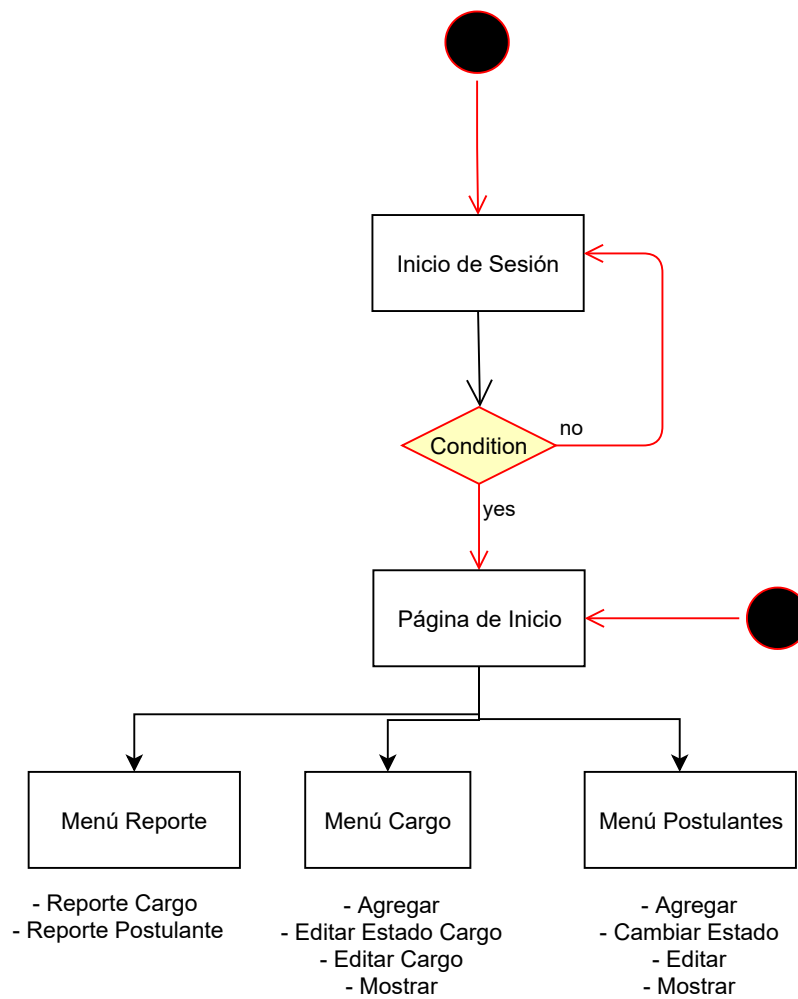 Inicio de Sesión
Condition
no
yes
Página de Inicio
Menú Reporte
Menú Cargo
Menú Postulantes
- Reporte Cargo
- Reporte Postulante
- Agregar
- Editar Estado Cargo
- Editar Cargo
- Mostrar
- Agregar
- Cambiar Estado
- Editar
- Mostrar